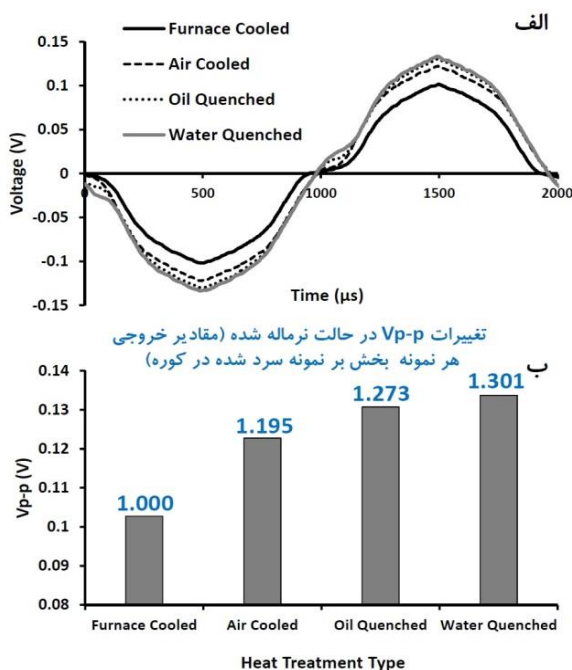 الف
Furnace Cooled
Air Cooled
Oil Quenched
Water Quenched
Voltage (V)
0.15
0.1
0.05
0
-0.05
-0.1
-0.15
0 500 1000 1500 2000
Time (µs)
تغییرات Vp-p در حالت نرماله شده (مقادیر خروجی
هر نمونه بخش بر نمونه سرد شده در کوره)
ب
Vp-p (V)
0.14
0.13
0.12
0.11
0.1
0.09
0.08
1.000
1.195
1.273
1.301
Furnace Cooled Air Cooled Oil Quenched Water Quenched
Heat Treatment Type